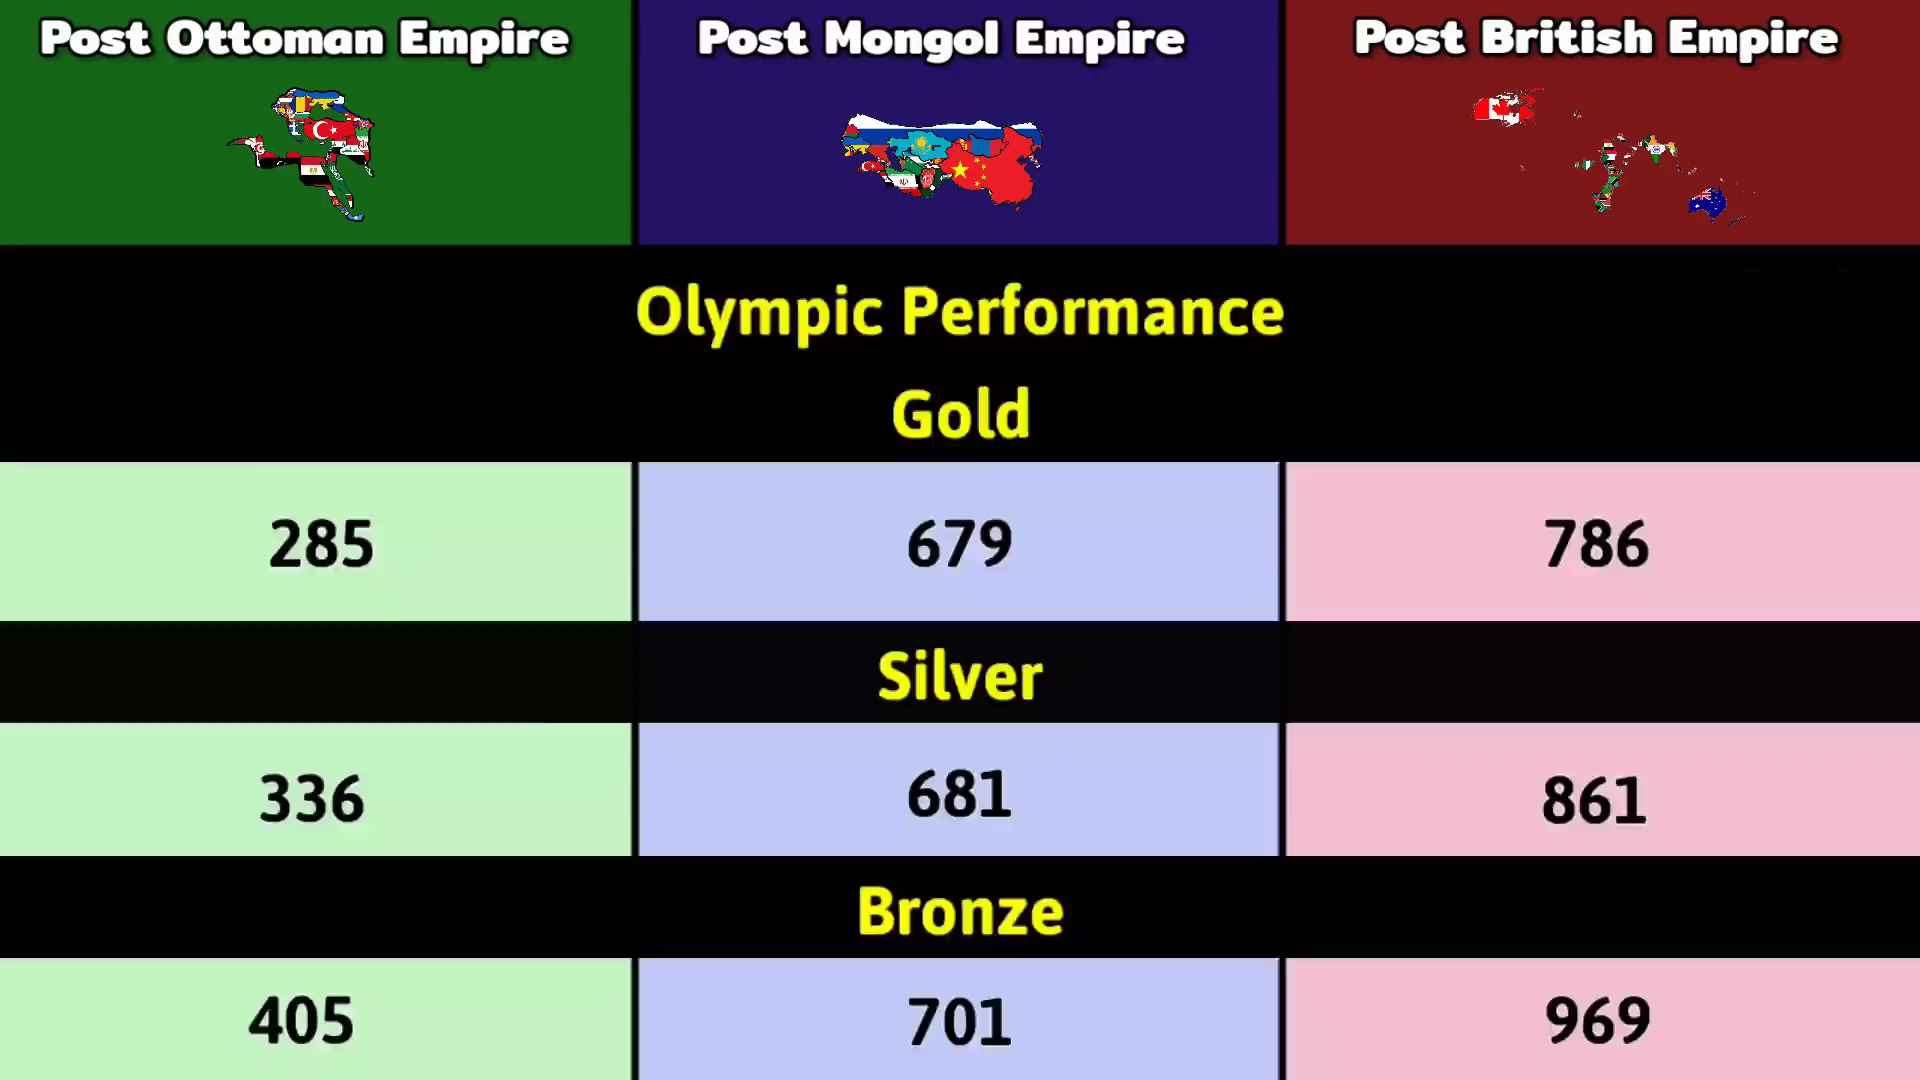 Post Ottoman Empire
Post Mongol Empire
Post British Empire
Olympic Performance
Gold
285
679
786
Silver
336
681
861
Bronze
405
701
969